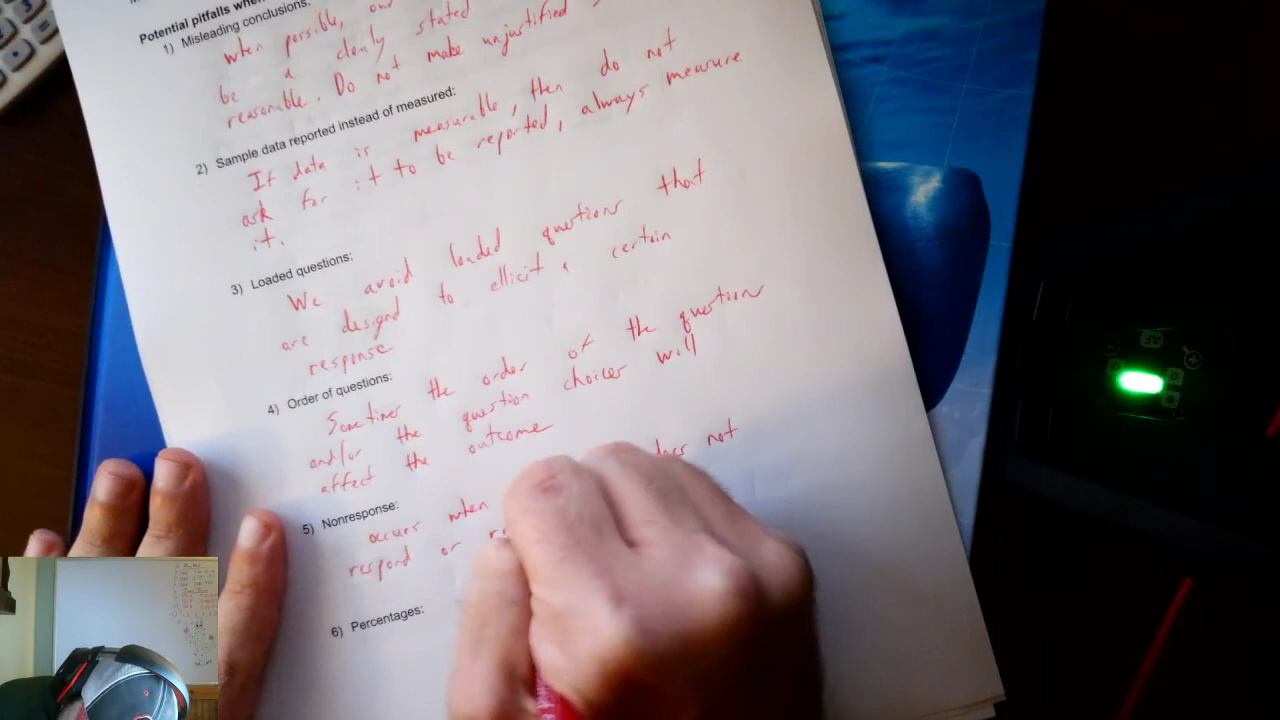 Potential pitfalls when
1) Misleading conclusions:
when possible, our
be a clearly stated
reasonable. Do not make unjustified
2) Sample data reported instead of measured:
If data is measurable, then do not
ask for it to be reported, always measure
it.
3) Loaded questions:
We avoid loaded questions that
are designd to ellicit a certain
response
4) Order of questions:
Sometimes the order of the question
and/or the question choices will
affect the outcome
5) Nonresponse:
occurs when does not
respond or
6) Percentages: